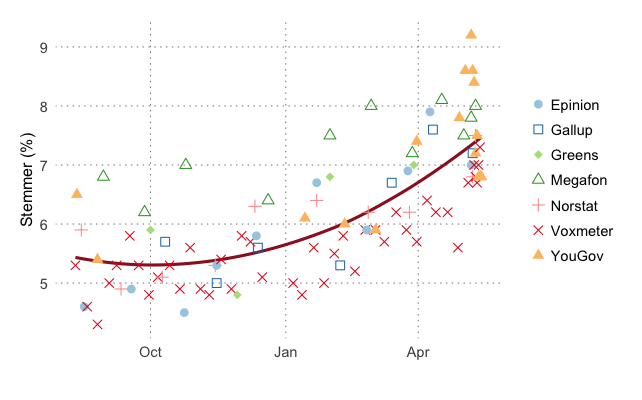 Stemmer (%)
9
8
7
6
5
Oct
Jan
Apr
Epinion
Gallup
Greens
Megafon
Norstat
Voxmeter
YouGov